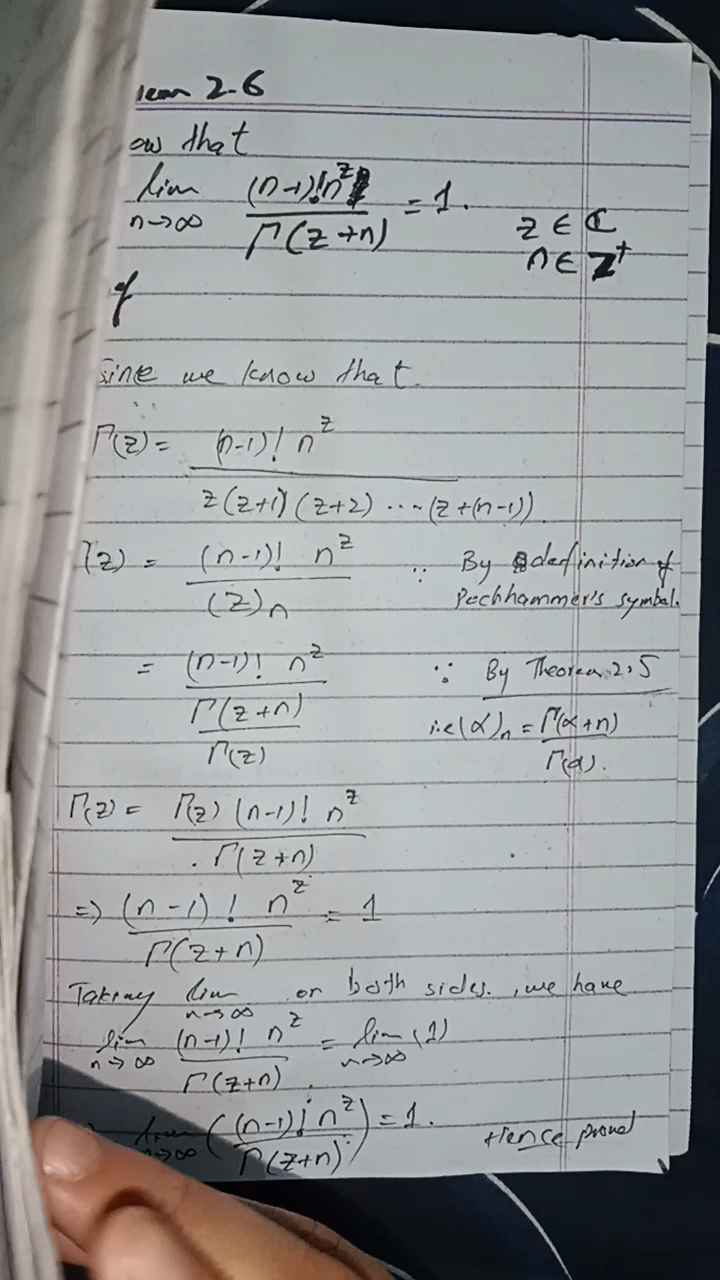 rem 2.6
ow that
lim n→∞ (n-1)! n^z / Γ(z+n) = 1. z ∈ ℂ
n ∈ Z⁺
f
Since we know that
Γ(z) = (n-1)! n^z / z(z+1)(z+2) ... (z+(n-1))
Γ(z) = (n-1)! n^z / (z)_n ∵ By definition of
Pochhammer's symbol.
= (n-1)! n^z / (Γ(z+n) / Γ(z)) ∵ By Theorem 2.5
i.e (α)_n = Γ(α+n) / Γ(α).
Γ(z) = Γ(z) (n-1)! n^z / Γ(z+n)
=> (n-1)! n^z / Γ(z+n) = 1
Taking lim n→∞ on both sides, we have
lim n→∞ (n-1)! n^z / Γ(z+n) = lim n→∞ (1)
lim n→∞ ((n-1)! n^z / Γ(z+n)) = 1. Hence proved